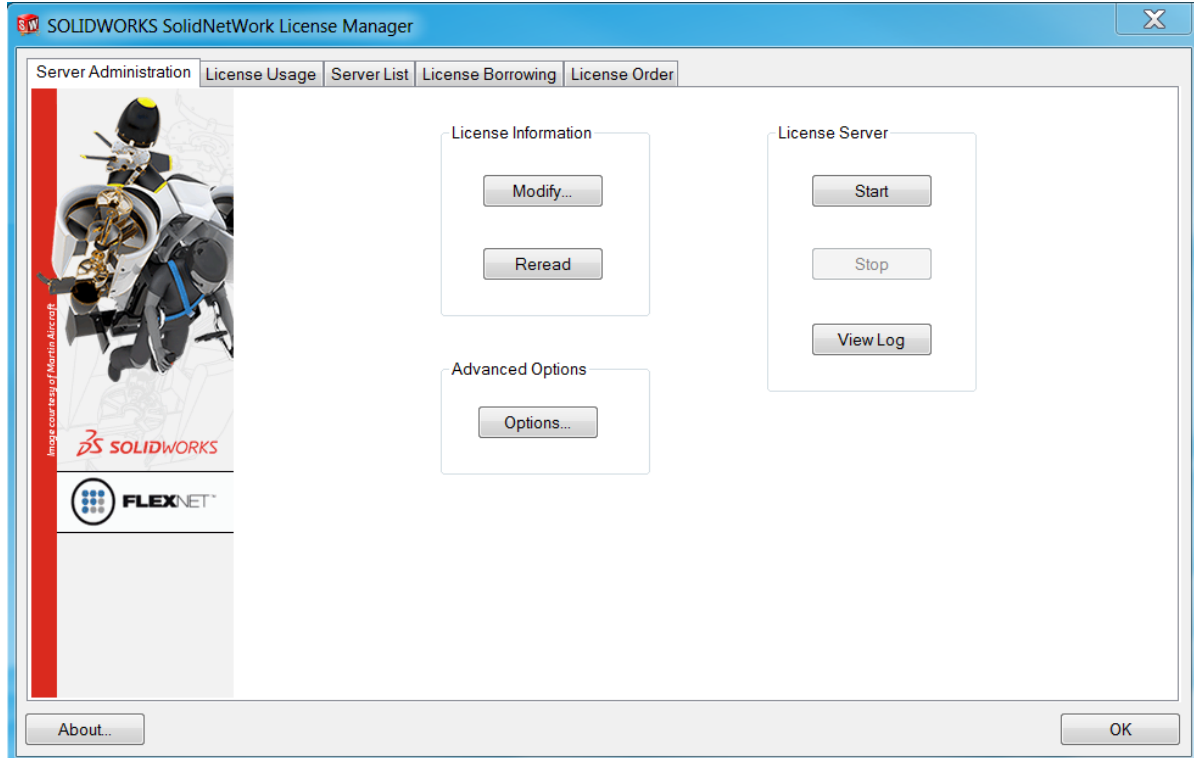 SOLIDWORKS SolidNetWork License Manager
Server Administration License Usage Server List License Borrowing License Order
License Information
Modify...
Reread
Advanced Options
Options...
License Server
Start
Stop
View Log
Image courtesy of Martin Aircraft
SOLIDWORKS
FLEXNET™
About...
OK